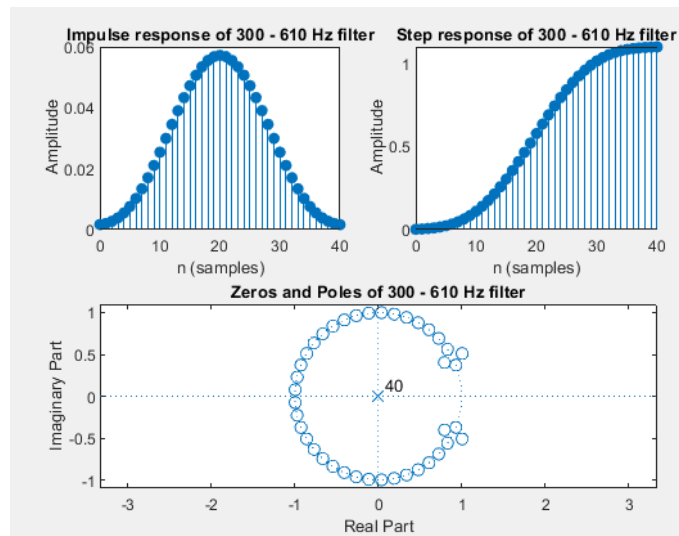 Impulse response of 300 - 610 Hz filter
0.06
0.04
0.02
0
Amplitude
0 10 20 30 40
n (samples)
Step response of 300 - 610 Hz filter
1
0.5
0
Amplitude
0 10 20 30 40
n (samples)
Zeros and Poles of 300 - 610 Hz filter
1
0.5
0
-0.5
-1
Imaginary Part
40
-3 -2 -1 0 1 2 3
Real Part